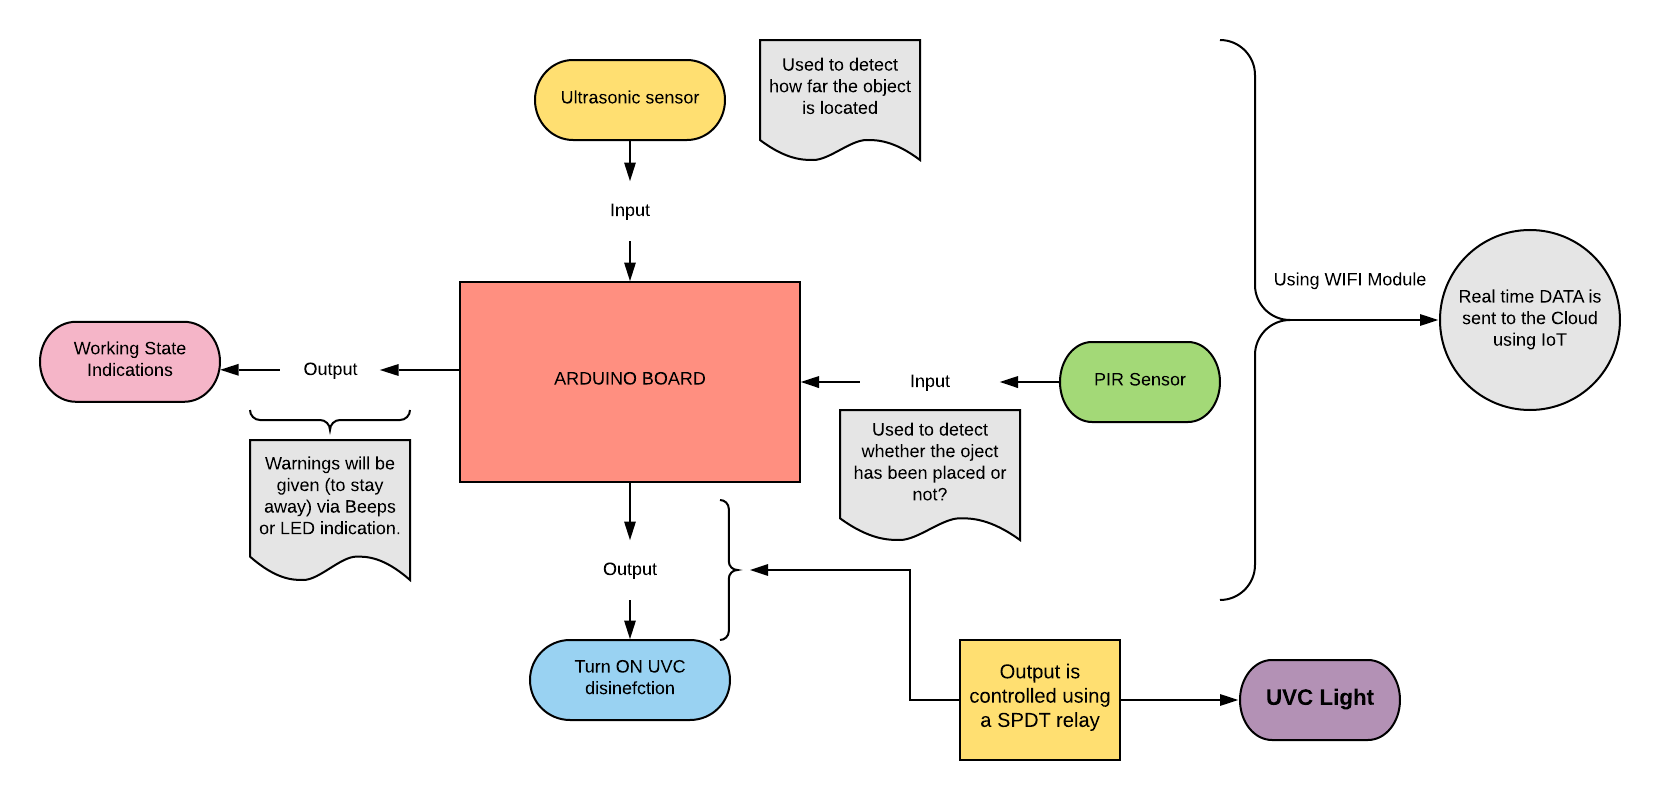 Ultrasonic sensor
Used to detect
how far the object
is located
Input
Using WIFI Module
Real time DATA is
sent to the Cloud
using IoT
Working State
Indications
Output
ARDUINO BOARD
Input
PIR Sensor
Used to detect
whether the oject
has been placed or
not?
Warnings will be
given (to stay
away) via Beeps
or LED indication.
Output
Turn ON UVC
disinefction
Output is
controlled using
a SPDT relay
UVC Light